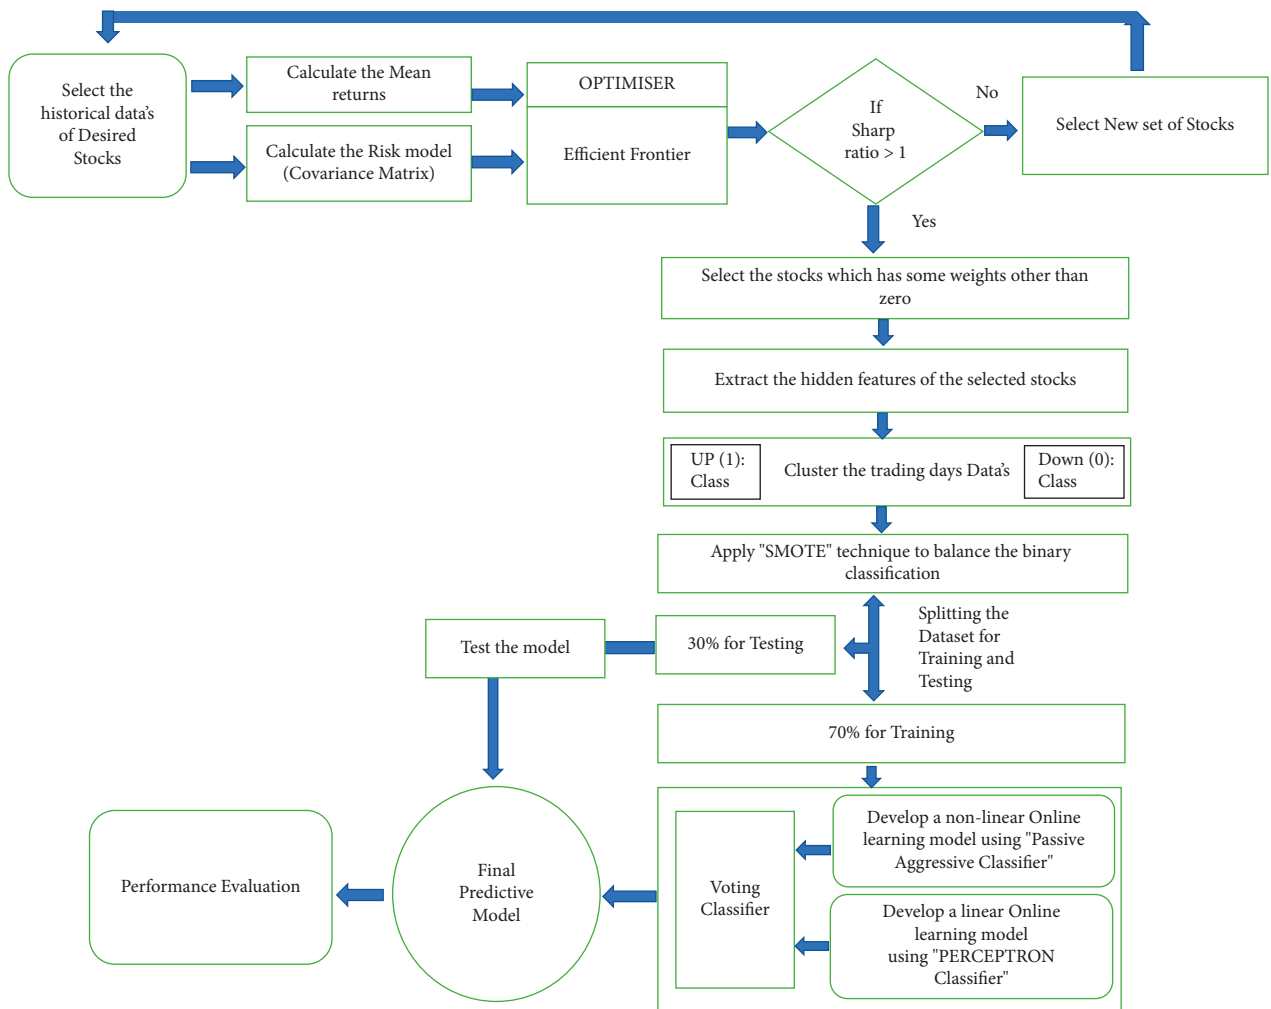 Select the
historical data's
of Desired
Stocks
Calculate the Mean
returns
Calculate the Risk model
(Covariance Matrix)
OPTIMISER
Efficient Frontier
If
Sharp
ratio > 1
No
Select New set of Stocks
Yes
Select the stocks which has some weights other than
zero
Extract the hidden features of the selected stocks
UP (1):
Class
Cluster the trading days Data's
Down (0):
Class
Apply "SMOTE" technique to balance the binary
classification
Splitting the
Dataset for
Training and
Testing
30% for Testing
Test the model
70% for Training
Develop a non-linear Online
learning model using "Passive
Aggressive Classifier"
Voting
Classifier
Develop a linear Online
learning model
using "PERCEPTRON
Classifier"
Final
Predictive
Model
Performance Evaluation